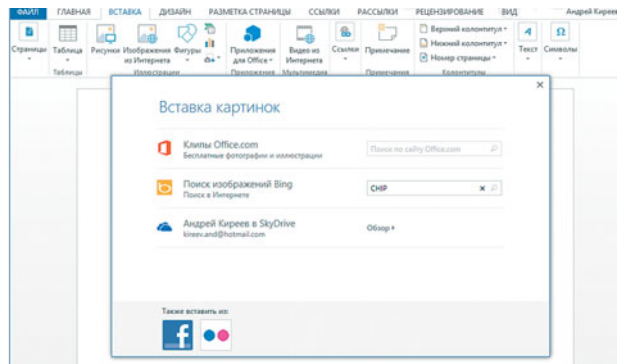 ФАЙЛ ГЛАВНАЯ ВСТАВКА ДИЗАЙН РАЗМЕТКА СТРАНИЦЫ ССЫЛКИ РАССЫЛКИ РЕЦЕНЗИРОВАНИЕ ВИД Андрей Киреев
Страницы
Таблица
Таблицы
Рисунки
Изображения из Интернета
Фигуры
Иллюстрации
Приложения для Office
Приложения
Видео из Интернета
Мультимедиа
Ссылки
Примечание
Примечания
Верхний колонтитул
Нижний колонтитул
Номер страницы
Колонтитулы
Текст
Символы
Вставка картинок
Клипы Office.com
Бесплатные фотографии и иллюстрации
Поиск по сайту Office.com
Поиск изображений Bing
Поиск в Интернете
CHIP
Андрей Киреев в SkyDrive
kireev.and@hotmail.com
Обзор
Также вставить из: